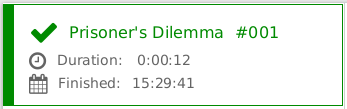 Prisoner's Dilemma #001
Duration: 0:00:12
Finished: 15:29:41